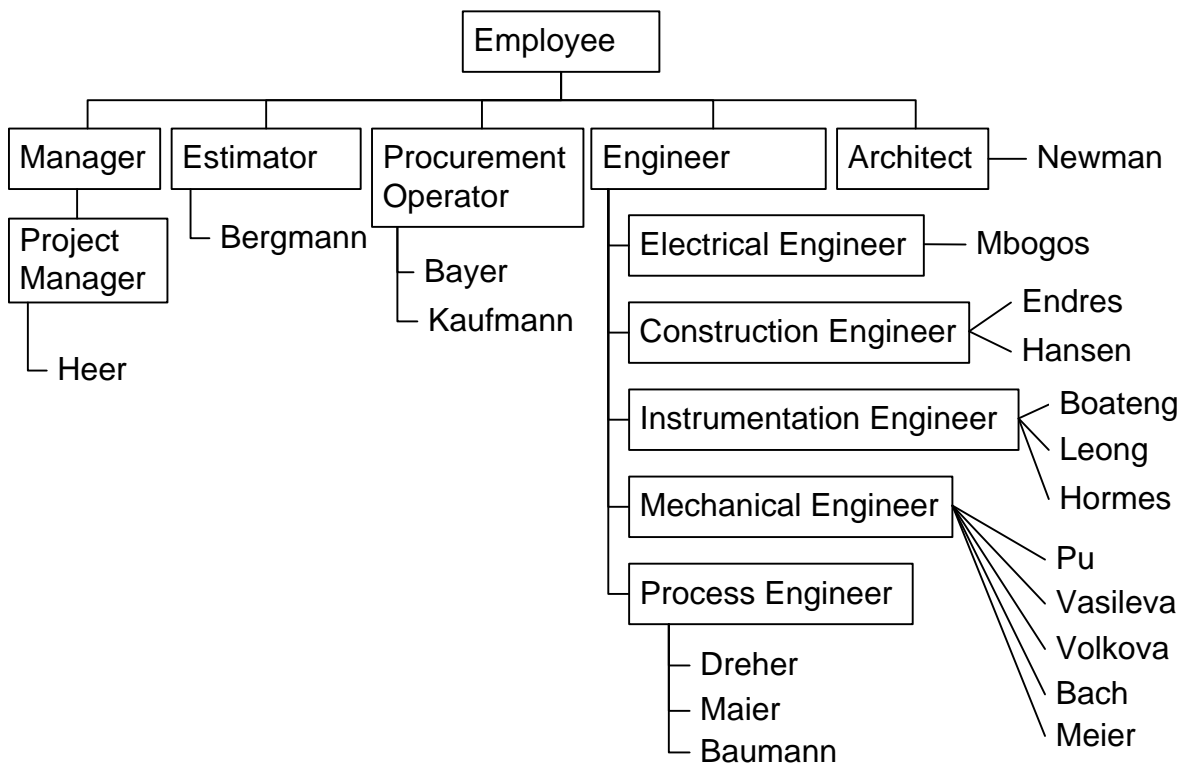 Employee
Manager
Estimator
Procurement
Operator
Engineer
Architect
Newman
Project
Manager
Bergmann
Bayer
Kaufmann
Heer
Electrical Engineer
Mbogos
Construction Engineer
Endres
Hansen
Instrumentation Engineer
Boateng
Leong
Hormes
Mechanical Engineer
Pu
Vasileva
Volkova
Bach
Meier
Process Engineer
Dreher
Maier
Baumann